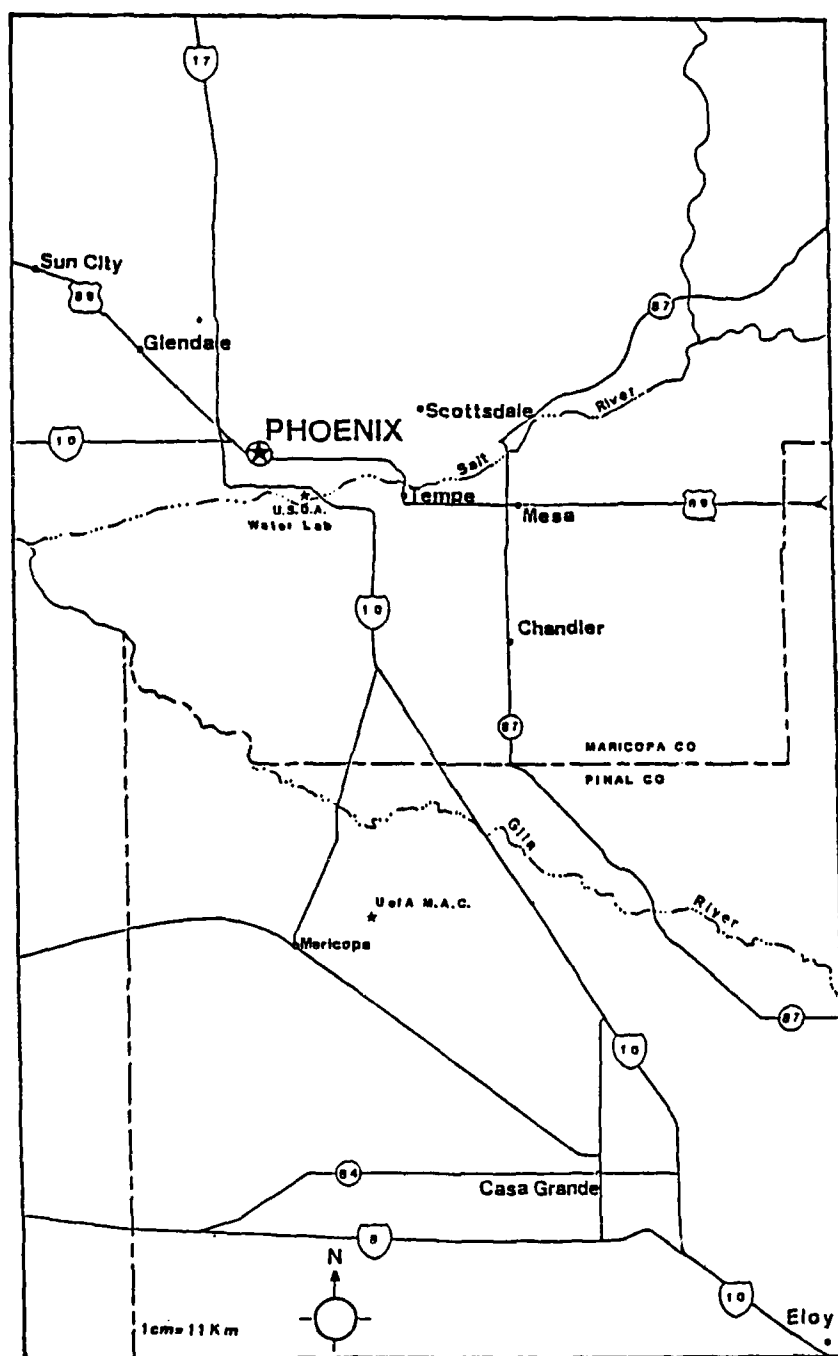 17
Sun City
89
Glendale
87
Scottsdale
River
PHOENIX
10
Salt
Tempe
U.S.D.A.
Water Lab
Mesa
89
10
Chandler
87
MARICOPA CO
PINAL CO
Gila
River
U of A M.A.C.
Maricopa
87
10
84
Casa Grande
8
N
10
Eloy
1cm=11Km